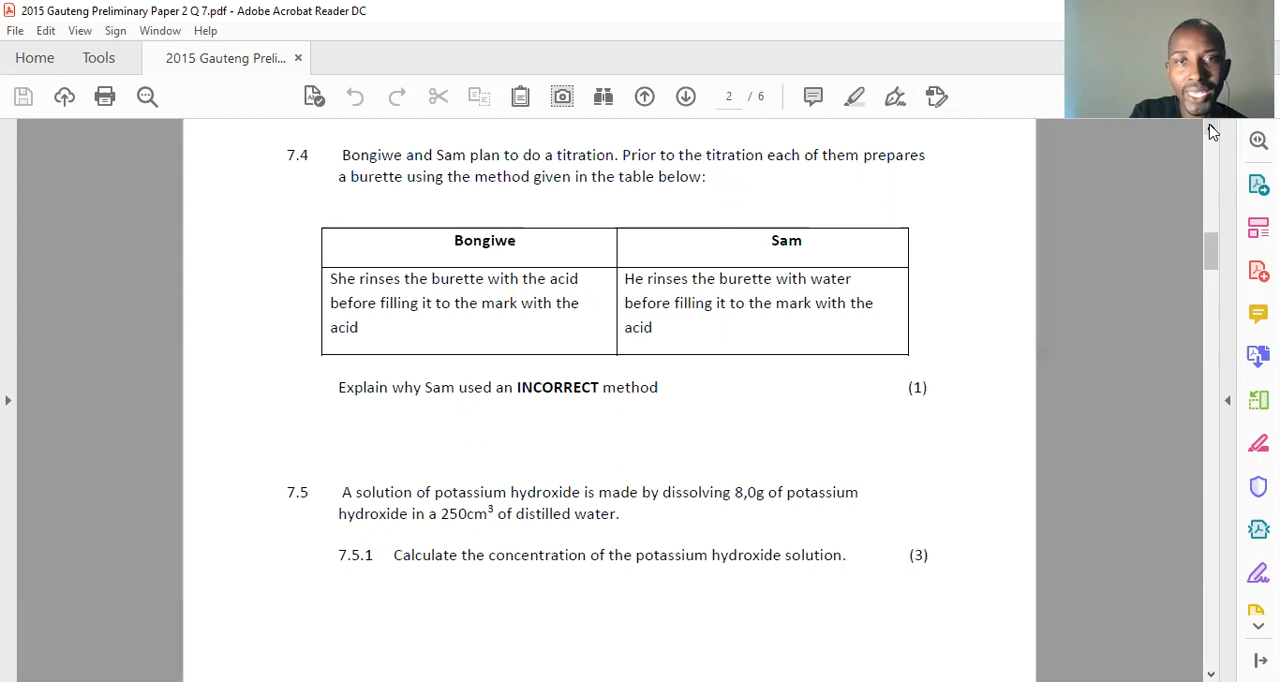 2015 Gauteng Preliminary Paper 2 Q 7.pdf - Adobe Acrobat Reader DC
File Edit View Sign Window Help
Home Tools 2015 Gauteng Preli... ×
2 / 6
7.4 Bongiwe and Sam plan to do a titration. Prior to the titration each of them prepares
a burette using the method given in the table below:
Bongiwe Sam
She rinses the burette with the acid
before filling it to the mark with the
acid
He rinses the burette with water
before filling it to the mark with the
acid
Explain why Sam used an INCORRECT method (1)
7.5 A solution of potassium hydroxide is made by dissolving 8,0g of potassium
hydroxide in a 250cm³ of distilled water.
7.5.1 Calculate the concentration of the potassium hydroxide solution. (3)